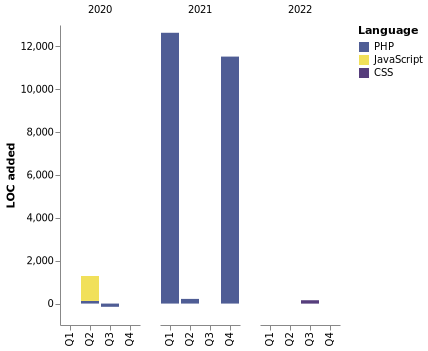 2020 2021 2022
Language
PHP
JavaScript
CSS
LOC added
12,000
10,000
8,000
6,000
4,000
2,000
0
Q1 Q2 Q3 Q4 Q1 Q2 Q3 Q4 Q1 Q2 Q3 Q4